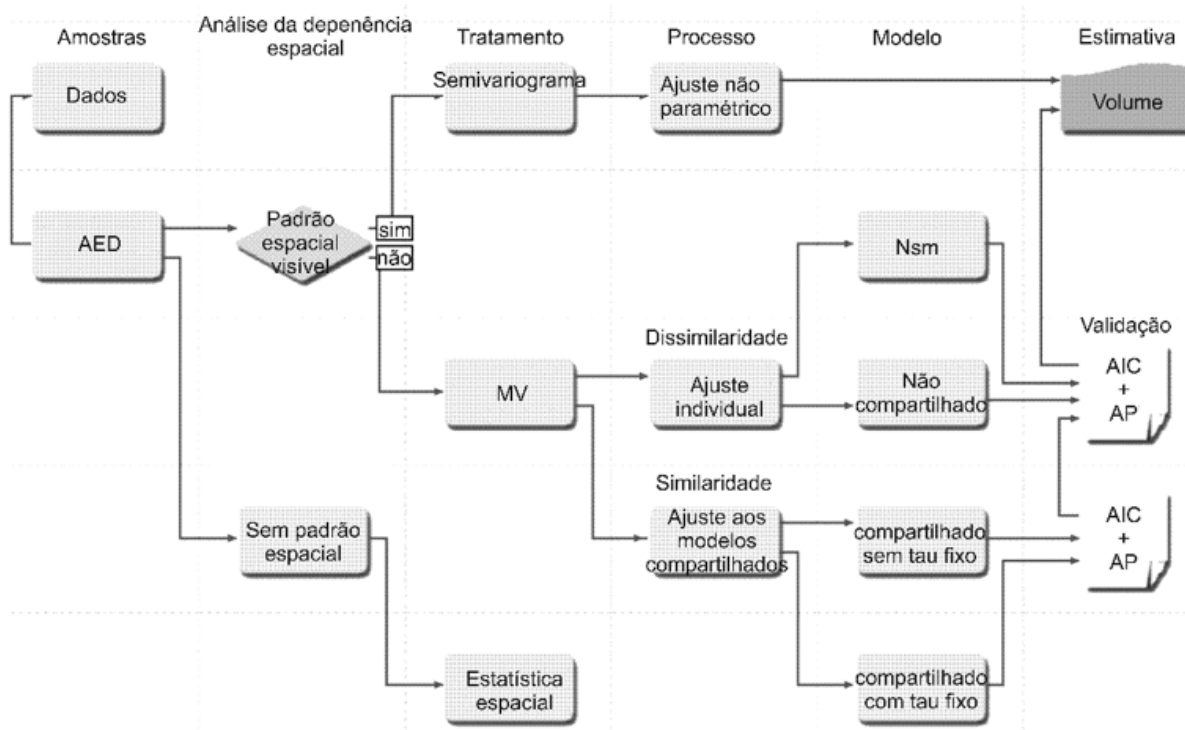 Amostras
Análise da depenência
espacial
Tratamento
Processo
Modelo
Estimativa
Dados
Semivariograma
Ajuste não
paramétrico
Volume
AED
Padrão
espacial
visível
sim
não
Nsm
Dissimilaridade
Validação
MV
Ajuste
individual
Não
compartilhado
AIC
+
AP
Similaridade
Sem padrão
espacial
Ajuste aos
modelos
compartilhados
compartilhado
sem tau fixo
AIC
+
AP
Estatística
espacial
compartilhado
com tau fixo